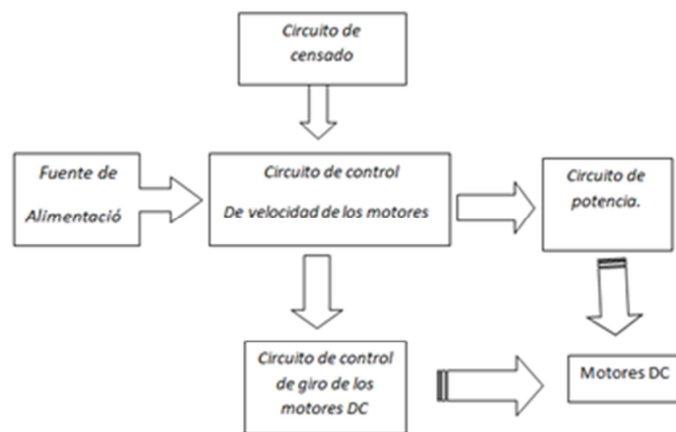 Circuito de
censado
Fuente de
Alimentació
Circuito de control
De velocidad de los motores
Circuito de
potencia.
Circuito de control
de giro de los
motores DC
Motores DC